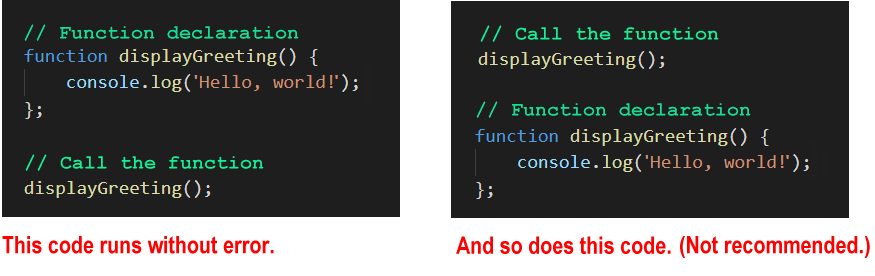 // Function declaration
function displayGreeting() {
    console.log('Hello, world!');
};
// Call the function
displayGreeting();
This code runs without error.
// Call the function
displayGreeting();
// Function declaration
function displayGreeting() {
    console.log('Hello, world!');
};
And so does this code. (Not recommended.)